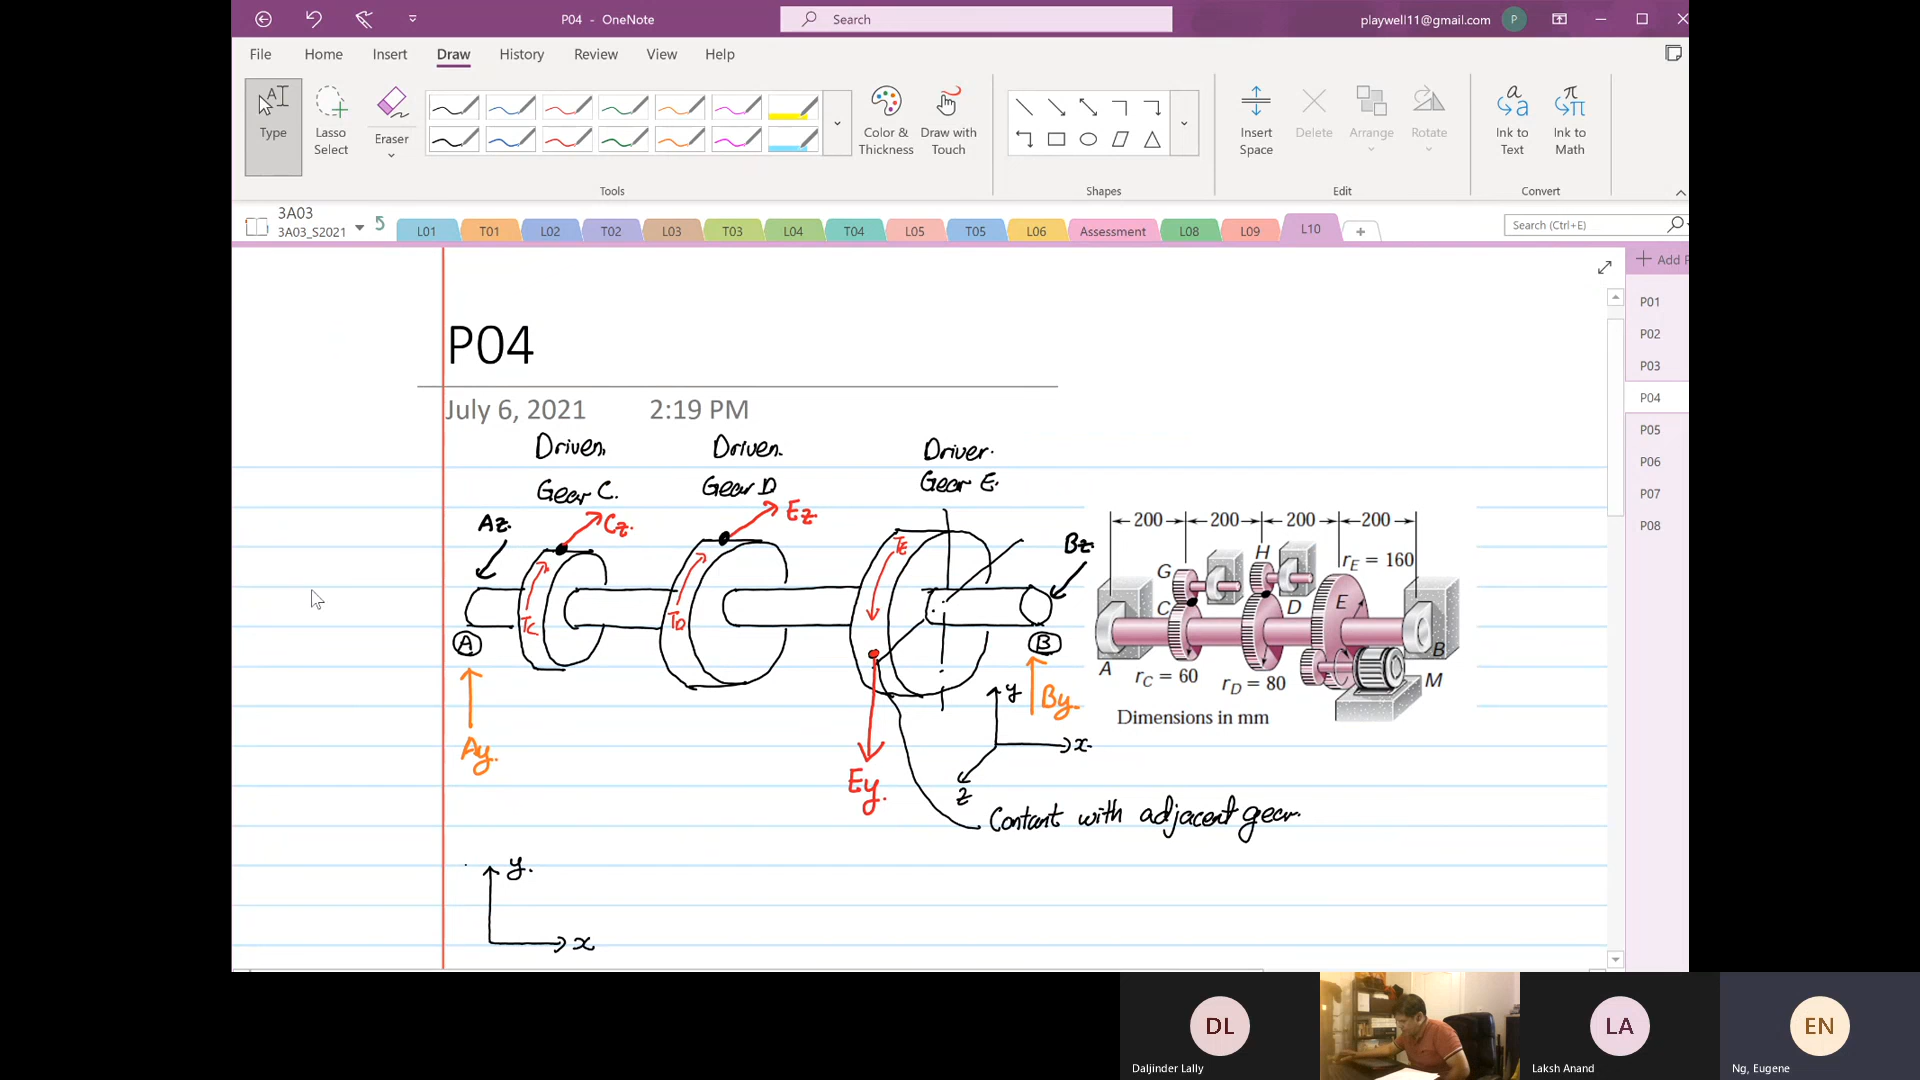 P04 - OneNote
Search
playwell11@gmail.com
P
File Home Insert Draw History Review View Help
Type
Lasso Select
Eraser
Color & Thickness
Draw with Touch
Insert Space
Delete
Arrange
Rotate
Ink to Text
Ink to Math
Tools
Shapes
Edit
Convert
3A03
3A03_S2021
L01 T01 L02 T02 L03 T03 L04 T04 L05 T05 L06 Assessment L08 L09 L10
Search (Ctrl+E)
Add P
P01
P02
P03
P04
P05
P06
P07
P08
P04
July 6, 2021 2:19 PM
Driven. Driven. Driver.
Gear C. Gear D Gear E.
Az. Cz. Ez. Bz.
TC TD TE
A B
Ay. Ey. By.
y
x.
z
Contant with adjacent gear.
y.
x
200 200 200 200
G H rE = 160
C D E
A B
rC = 60 rD = 80 M
Dimensions in mm
DL LA EN
Daljinder Lally Laksh Anand Ng, Eugene